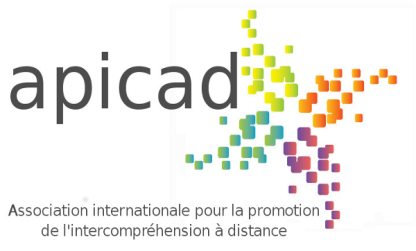 apicad
Association internationale pour la promotion
de l'intercompréhension à distance